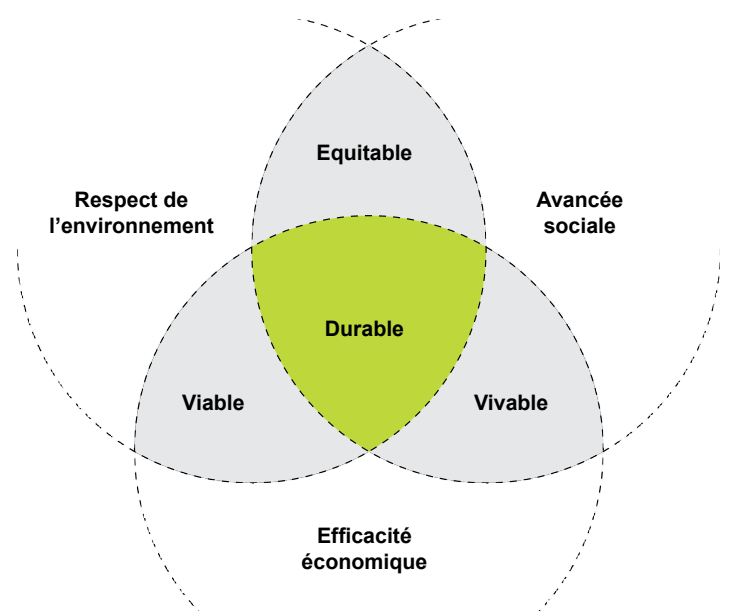 Equitable
Respect de
l’environnement
Avancée
sociale
Durable
Viable
Vivable
Efficacité
économique